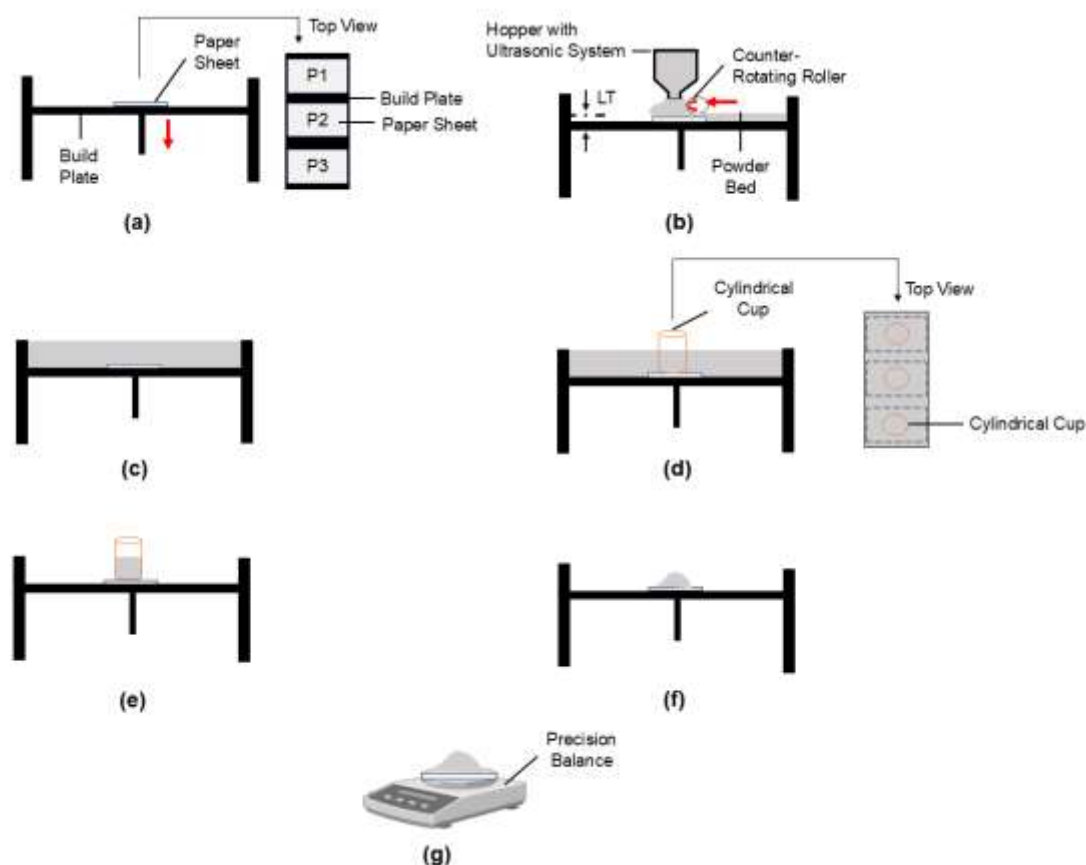 Top View
Paper
Sheet
P1
Build Plate
P2
Paper Sheet
P3
Build
Plate
(a)
Hopper with
Ultrasonic System
Counter-
Rotating Roller
LT
Powder
Bed
(b)
(c)
Cylindrical
Cup
Top View
Cylindrical Cup
(d)
(e)
(f)
Precision
Balance
(g)